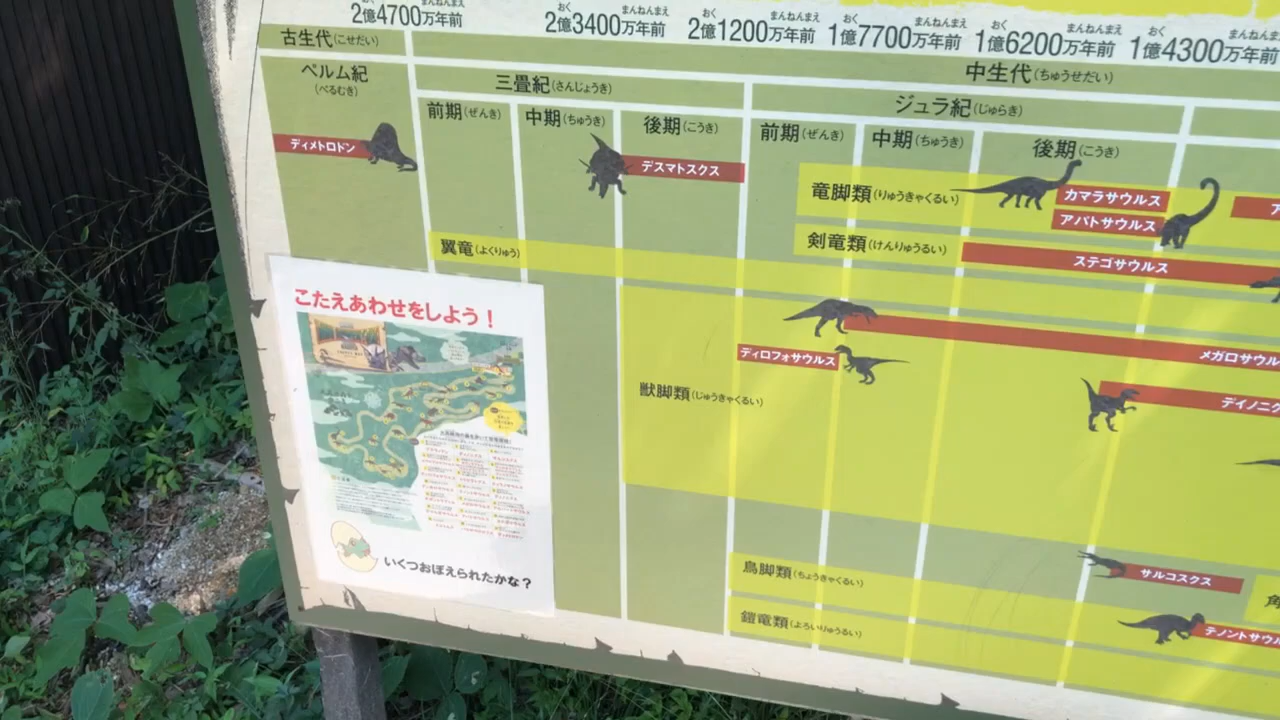 おく まんねんまえ おく まんねんまえ おく まんねんまえ おく まんねんまえ おく まんねんまえ おく まんねんまえ
2億4700万年前 2億3400万年前 2億1200万年前 1億7700万年前 1億6200万年前 1億4300万年前
古生代(こせだい)
中生代(ちゅうせだい)
ペルム紀
(ぺるむき)
三畳紀(さんじょうき)
ジュラ紀(じゅらき)
前期(ぜんき) 中期(ちゅうき) 後期(こうき) 前期(ぜんき) 中期(ちゅうき) 後期(こうき)
ディメトロドン
デスマトスクス
竜脚類(りゅうきゃくるい)
カマラサウルス
アパトサウルス
翼竜(よくりゅう)
剣竜類(けんりゅうるい)
ステゴサウルス
メガロサウル
ディロフォサウルス
獣脚類(じゅうきゃくるい)
デイノニク
鳥脚類(ちょうきゃくるい)
サルコスクス
鎧竜類(よろいりゅうるい)
テノントサウル
こたえあわせをしよう!
いくつおぼえられたかな?